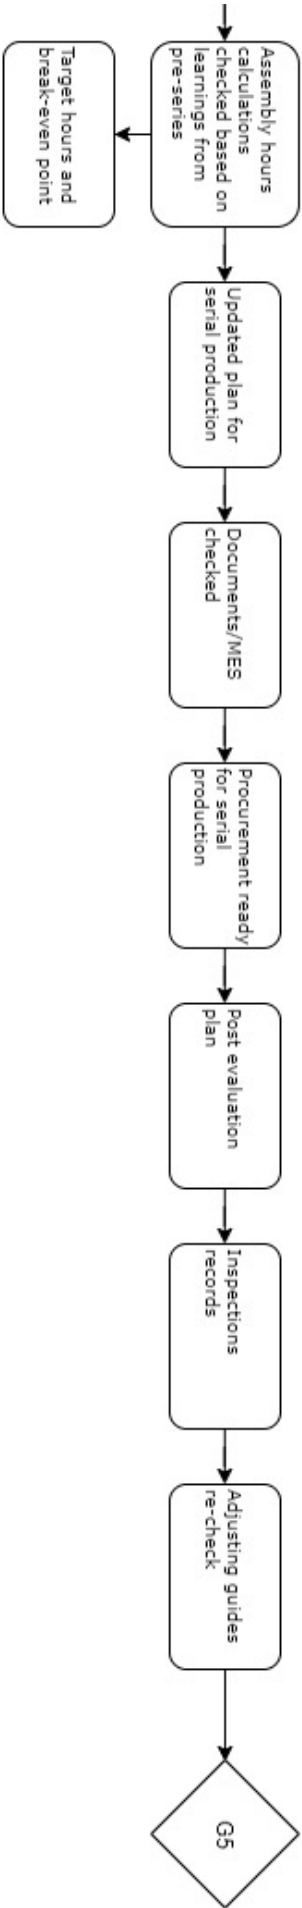 Assembly hours
calculations
checked based on
learnings from
pre-series
Target hours and
break-even point
Updated plan for
serial production
Documents/MES
checked
Procurement ready
for serial
production
Post evaluation
plan
Inspections
records
Adjusting guides
re-check
G5